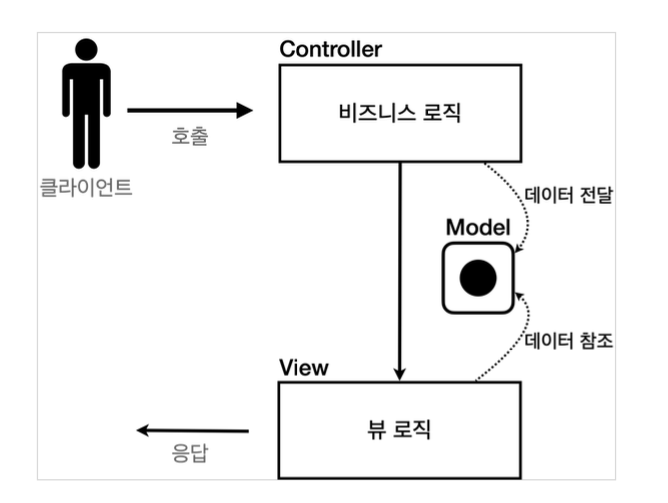 Controller
비즈니스 로직
호출
클라이언트
데이터 전달
Model
데이터 참조
View
뷰 로직
응답